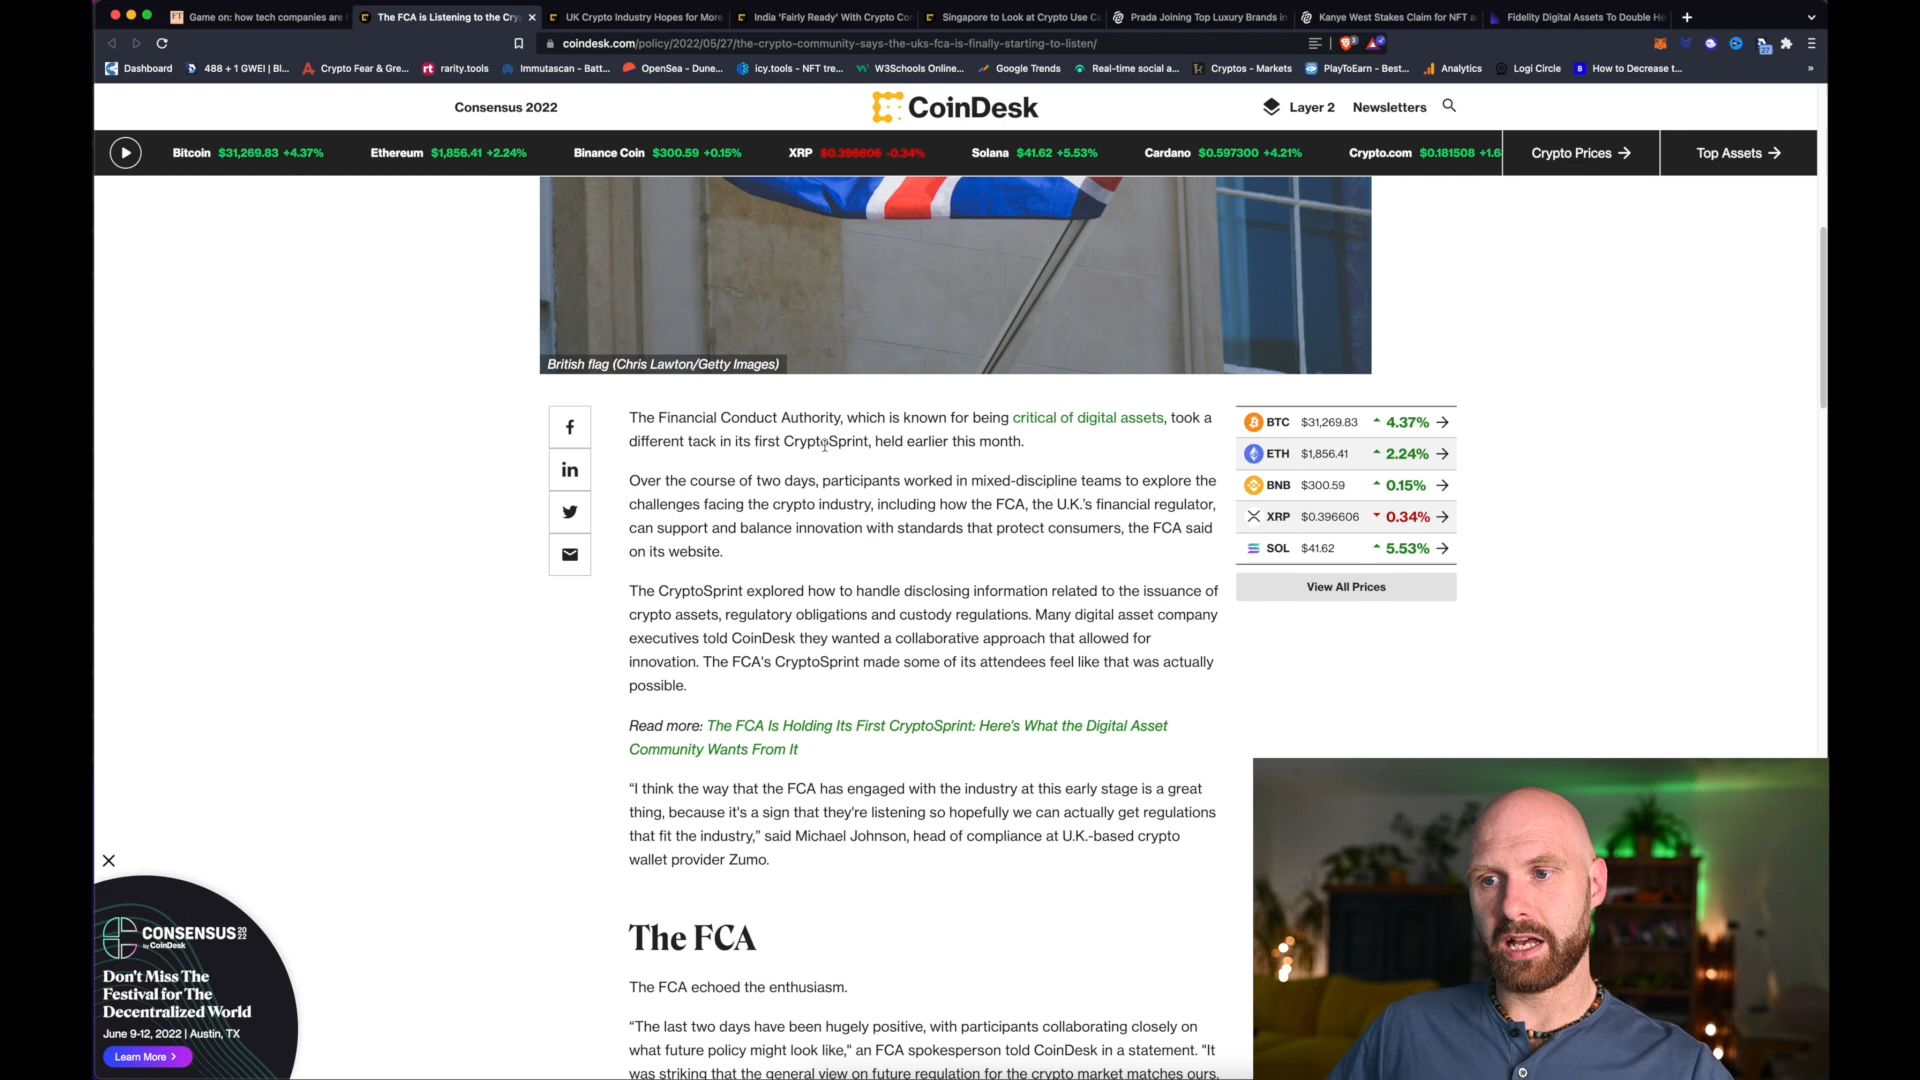 Game on: how tech companies are
The FCA is Listening to the Cry
UK Crypto Industry Hopes for More
India 'Fairly Ready' With Crypto Co
Singapore to Look at Crypto Use Ca
Prada Joining Top Luxury Brands in
Kanye West Stakes Claim for NFT a
Fidelity Digital Assets To Double He
coindesk.com/policy/2022/05/27/the-crypto-community-says-the-uks-fca-is-finally-starting-to-listen/
Dashboard
488 + 1 GWEI | Bl...
Crypto Fear & Gre...
rarity.tools
Immutascan - Batt...
OpenSea - Dune...
icy.tools - NFT tre...
W3Schools Online...
Google Trends
Real-time social a...
Cryptos - Markets
PlayToEarn - Best...
Analytics
Logi Circle
How to Decrease t...
Consensus 2022
CoinDesk
Layer 2
Newsletters
Bitcoin $31,269.83 +4.37%
Ethereum $1,856.41 +2.24%
Binance Coin $300.59 +0.15%
XRP $0.396606 -0.34%
Solana $41.62 +5.53%
Cardano $0.597300 +4.21%
Crypto.com $0.181508 +1.6
Crypto Prices
Top Assets
British flag (Chris Lawton/Getty Images)
The Financial Conduct Authority, which is known for being critical of digital assets, took a
different tack in its first CryptoSprint, held earlier this month.
Over the course of two days, participants worked in mixed-discipline teams to explore the
challenges facing the crypto industry, including how the FCA, the U.K.'s financial regulator,
can support and balance innovation with standards that protect consumers, the FCA said
on its website.
The CryptoSprint explored how to handle disclosing information related to the issuance of
crypto assets, regulatory obligations and custody regulations. Many digital asset company
executives told CoinDesk they wanted a collaborative approach that allowed for
innovation. The FCA's CryptoSprint made some of its attendees feel like that was actually
possible.
Read more: The FCA Is Holding Its First CryptoSprint: Here's What the Digital Asset
Community Wants From It
“I think the way that the FCA has engaged with the industry at this early stage is a great
thing, because it's a sign that they're listening so hopefully we can actually get regulations
that fit the industry,” said Michael Johnson, head of compliance at U.K.-based crypto
wallet provider Zumo.
The FCA
The FCA echoed the enthusiasm.
“The last two days have been hugely positive, with participants collaborating closely on
what future policy might look like," an FCA spokesperson told CoinDesk in a statement. "It
was striking that the general view on future regulation for the crypto market matches ours,
BTC $31,269.83 4.37%
ETH $1,856.41 2.24%
BNB $300.59 0.15%
XRP $0.396606 0.34%
SOL $41.62 5.53%
View All Prices
CONSENSUS 2022
by CoinDesk
Don't Miss The
Festival for The
Decentralized World
June 9-12, 2022 | Austin, TX
Learn More